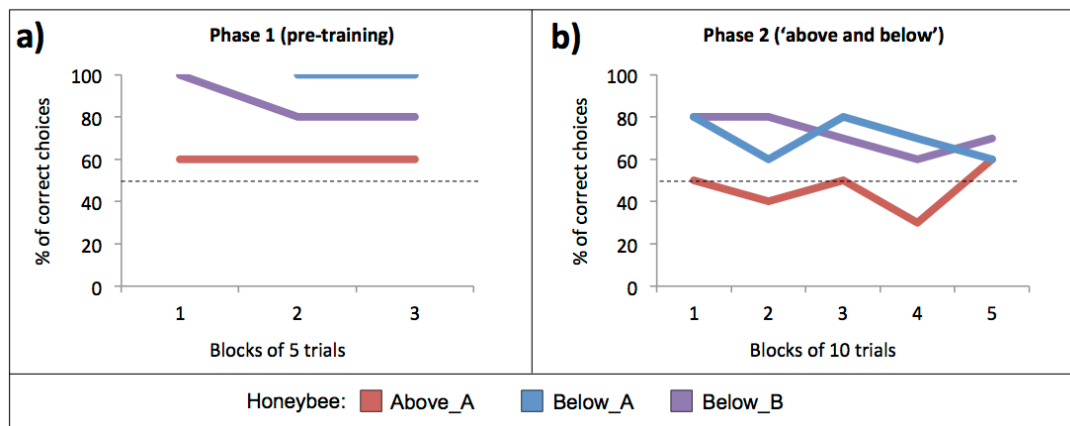 a)
Phase 1 (pre-training)
% of correct choices
100
80
60
40
20
0
1 2 3
Blocks of 5 trials
b)
Phase 2 (‘above and below’)
% of correct choices
100
80
60
40
20
0
1 2 3 4 5
Blocks of 10 trials
Honeybee: Above_A Below_A Below_B